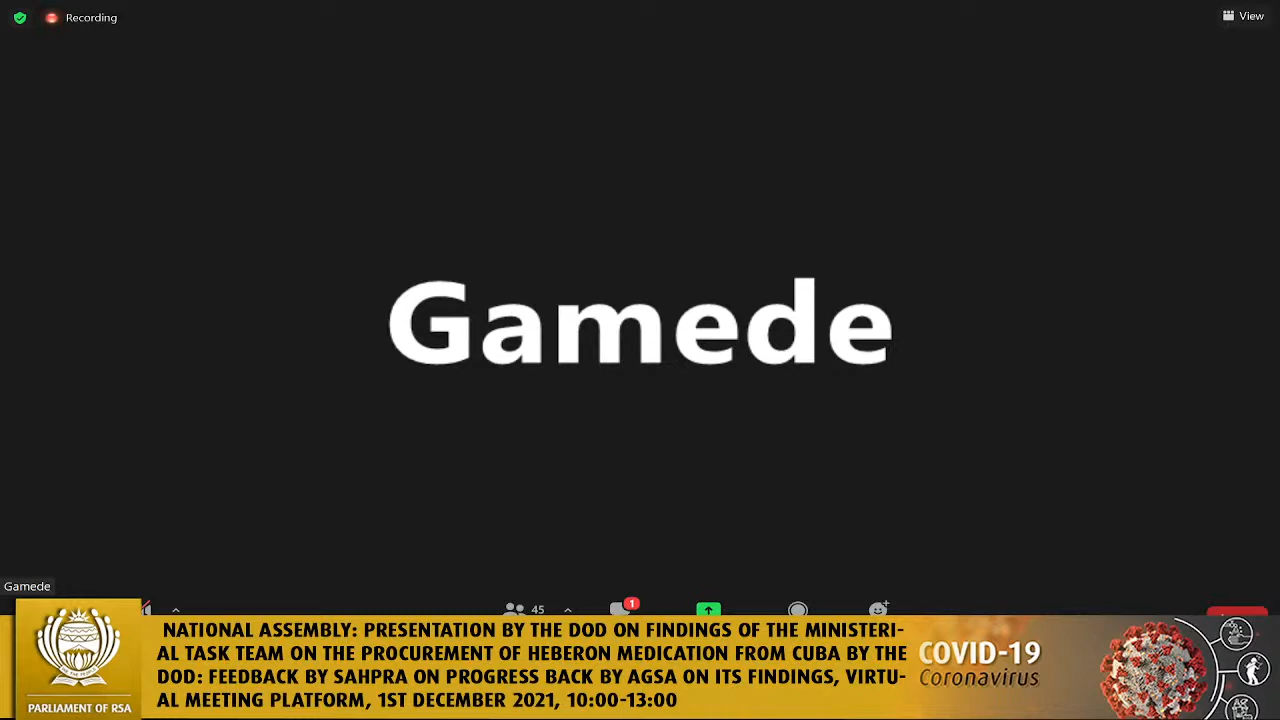 Recording
View
Gamede
Gamede
45
1
NATIONAL ASSEMBLY: PRESENTATION BY THE DOD ON FINDINGS OF THE MINISTERI-
AL TASK TEAM ON THE PROCUREMENT OF HEBERON MEDICATION FROM CUBA BY THE
DOD: FEEDBACK BY SAHPRA ON PROGRESS BACK BY AGSA ON ITS FINDINGS, VIRTU-
AL MEETING PLATFORM, 1ST DECEMBER 2021, 10:00-13:00
PARLIAMENT OF RSA
COVID-19
Coronavirus